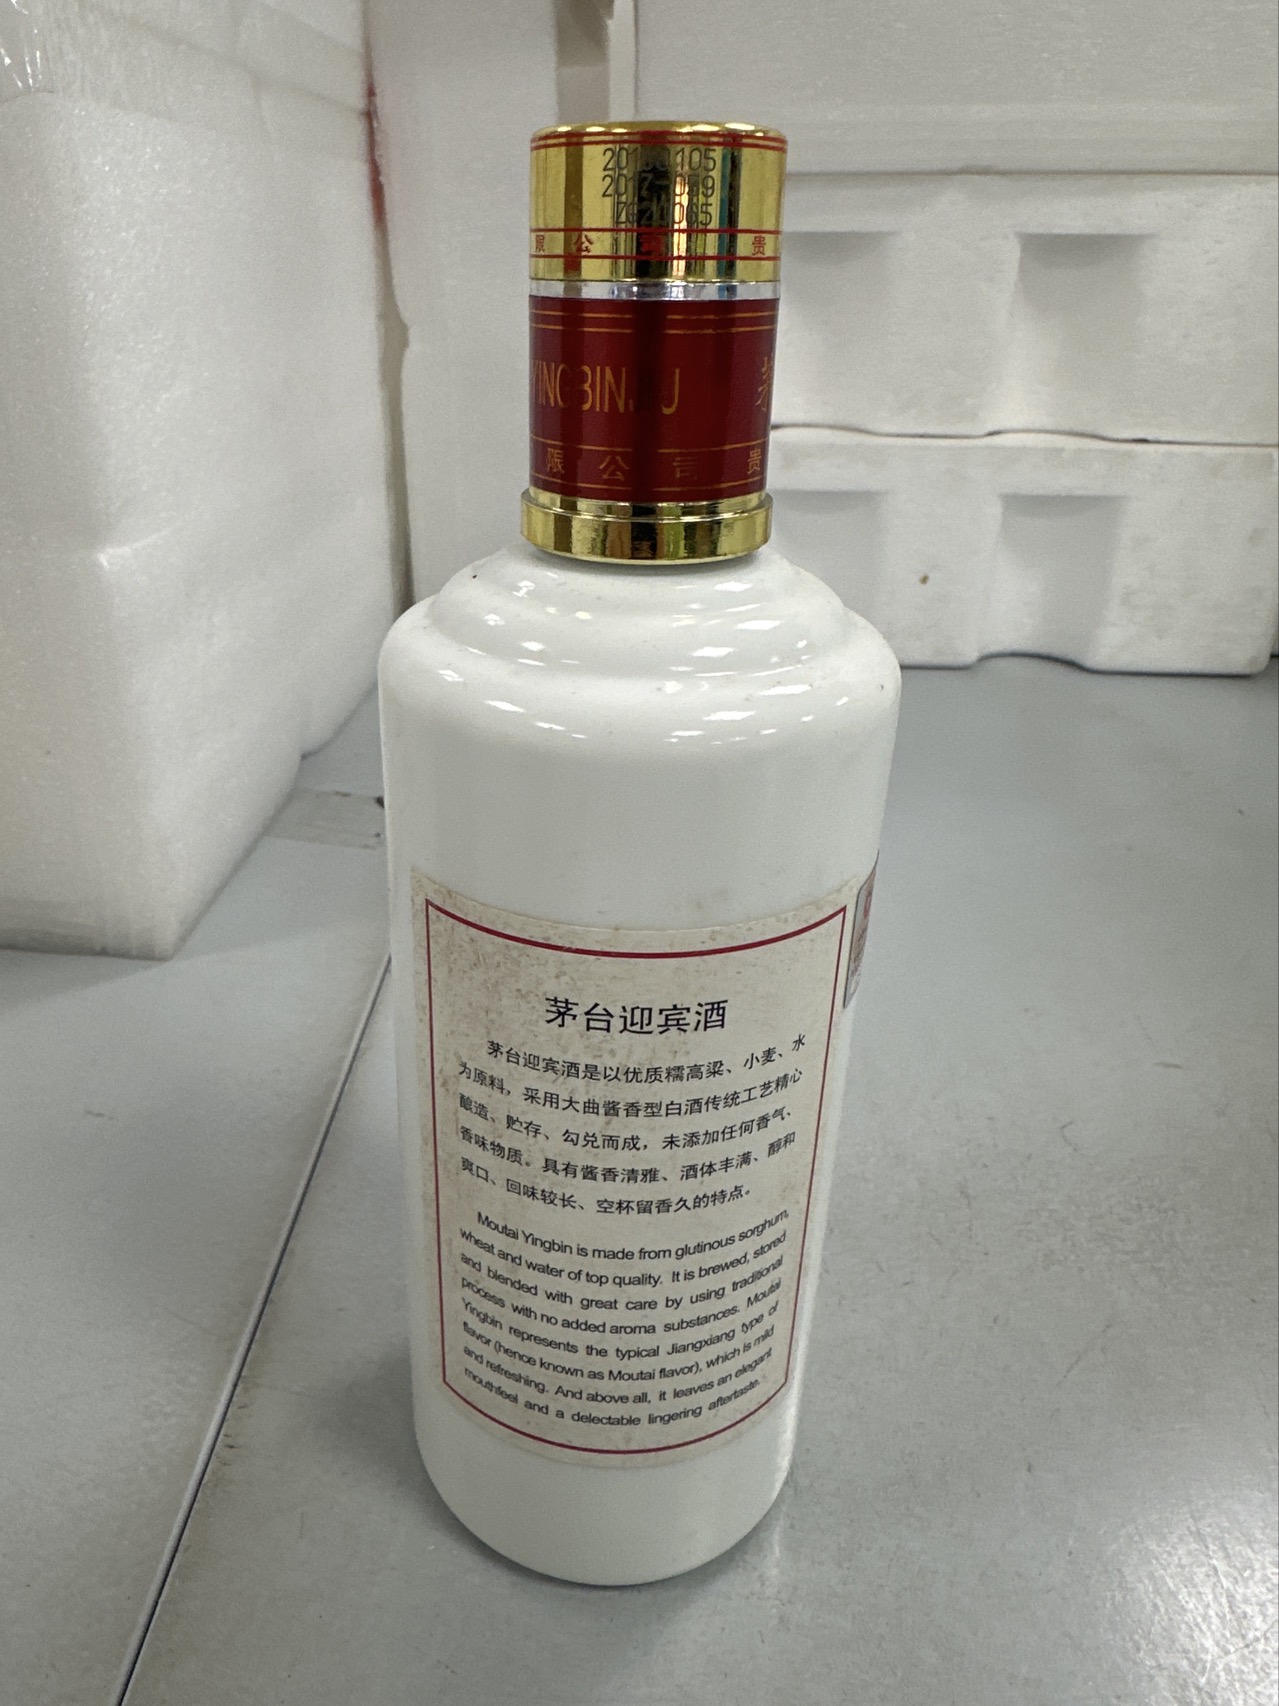 限 公 司 贵
YINGBINJIU 茅
限 公 司 贵
茅台迎宾酒
茅台迎宾酒是以优质糯高粱、小麦、水
为原料，采用大曲酱香型白酒传统工艺精心
酿造、贮存、勾兑而成，未添加任何香气、
香味物质。具有酱香清雅、酒体丰满、醇和
爽口、回味较长、空杯留香久的特点。
Moutai Yingbin is made from glutinous sorghum,
wheat and water of top quality. It is brewed, stored
and blended with great care by using traditional
process with no added aroma substances. Moutai
Yingbin represents the typical Jiangxiang type of
flavor (hence known as Moutai flavor), which is mild
and refreshing. And above all, it leaves an elegant
mouthfeel and a delectable lingering aftertaste.